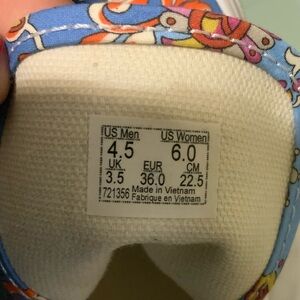 US Men US Women
4.5 6.0
UK EUR CM
3.5 36.0 22.5
721356 Made in Vietnam
Fabrique en Vietnam